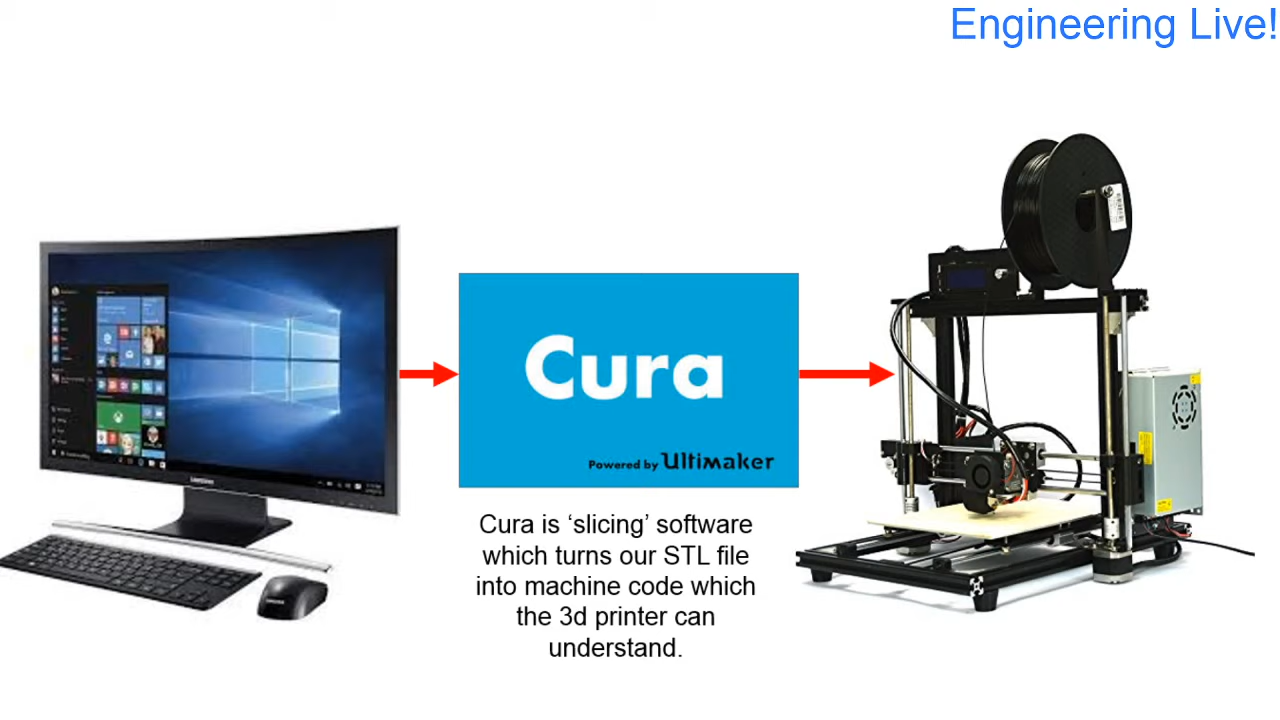 Engineering Live!
Cura
Powered by Ultimaker
Cura is ‘slicing’ software
which turns our STL file
into machine code which
the 3d printer can
understand.
SAMSUNG